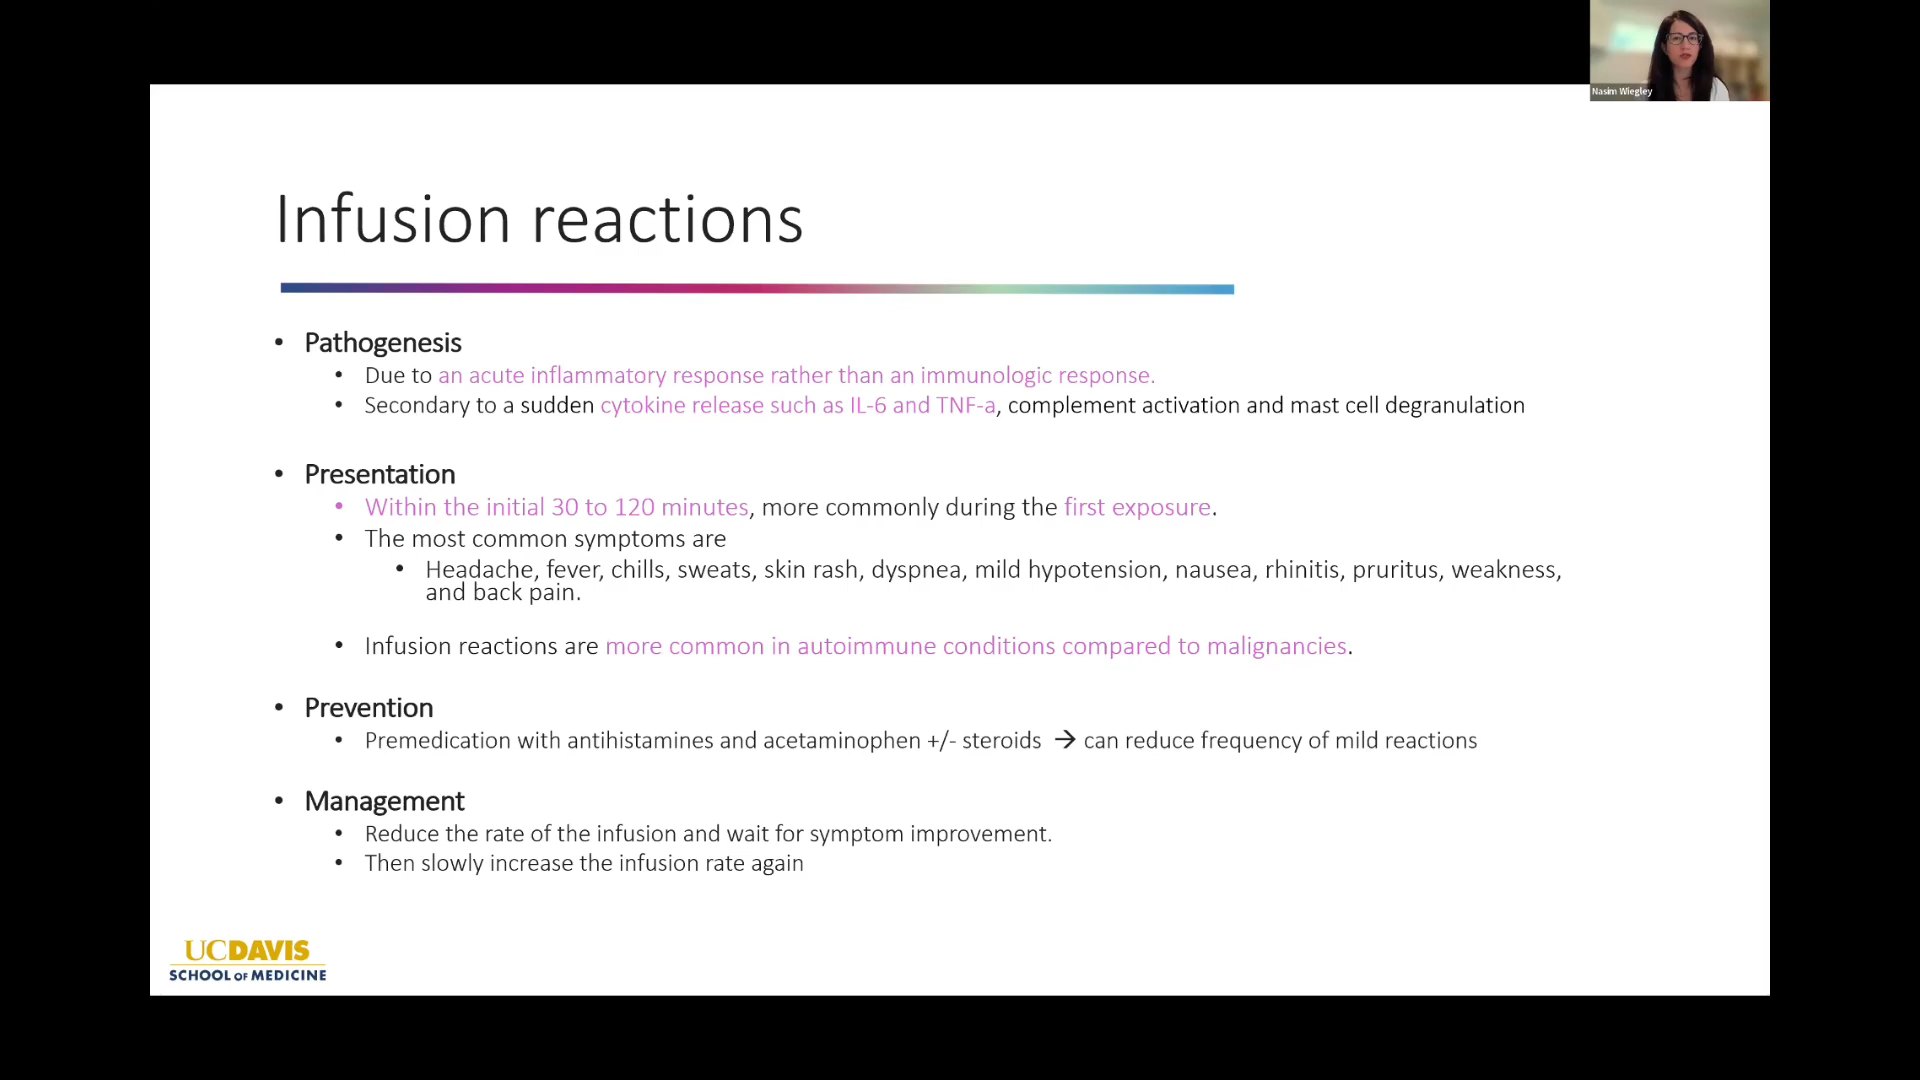 Nasim Wiegley
Infusion reactions
• Pathogenesis
• Due to an acute inflammatory response rather than an immunologic response.
• Secondary to a sudden cytokine release such as IL-6 and TNF-a, complement activation and mast cell degranulation
• Presentation
• Within the initial 30 to 120 minutes, more commonly during the first exposure.
• The most common symptoms are
• Headache, fever, chills, sweats, skin rash, dyspnea, mild hypotension, nausea, rhinitis, pruritus, weakness,
and back pain.
• Infusion reactions are more common in autoimmune conditions compared to malignancies.
• Prevention
• Premedication with antihistamines and acetaminophen +/- steroids → can reduce frequency of mild reactions
• Management
• Reduce the rate of the infusion and wait for symptom improvement.
• Then slowly increase the infusion rate again
UCDAVIS
SCHOOL OF MEDICINE